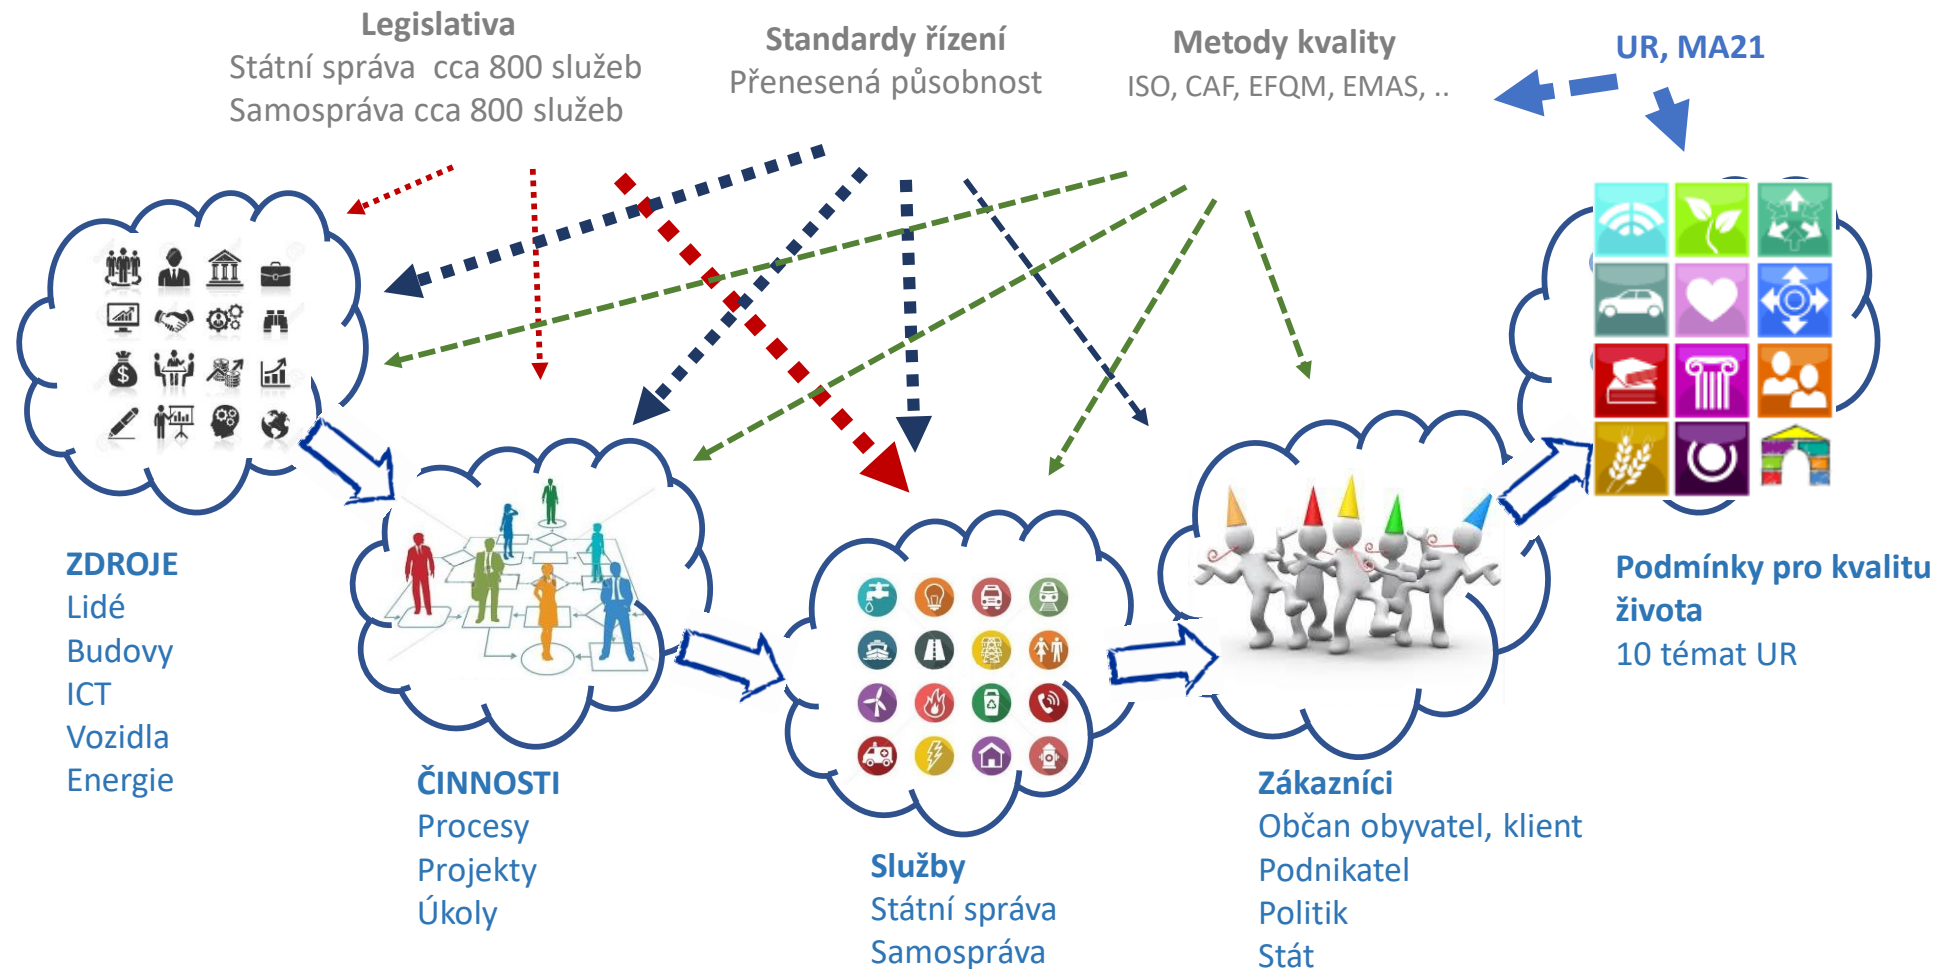 Legislativa
Státní správa  cca 800 služeb
Samospráva cca 800 služeb
Standardy řízení
Přenesená působnost
Metody kvality
ISO, CAF, EFQM, EMAS, ..
UR, MA21
ZDROJE
Lidé
Budovy
ICT
Vozidla
Energie
ČINNOSTI
Procesy
Projekty
Úkoly
Služby
Státní správa
Samospráva
Zákazníci
Občan obyvatel, klient
Podnikatel
Politik
Stát
Podmínky pro kvalitu
života
10 témat UR